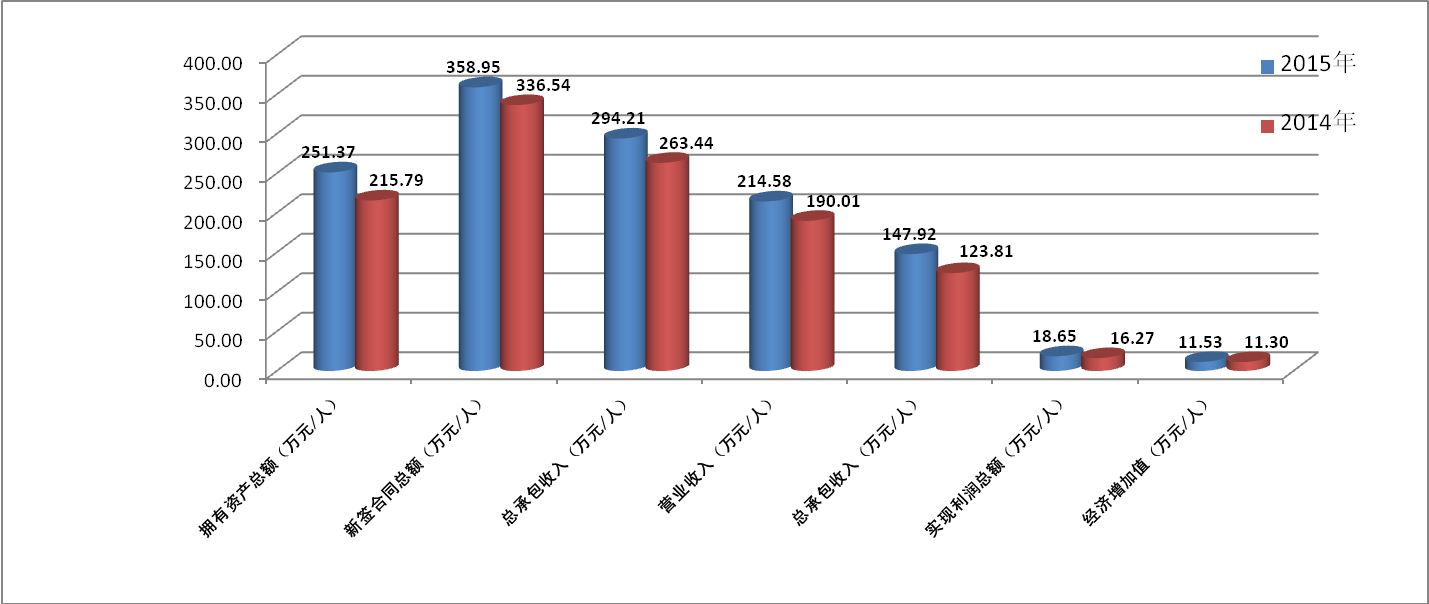 400.00
350.00
300.00
250.00
200.00
150.00
100.00
50.00
0.00
251.37
215.79
358.95
336.54
294.21
263.44
214.58
190.01
147.92
123.81
18.65
16.27
11.53
11.30
2015年
2014年
拥有资产总额（万元/人）
新签合同总额（万元/人）
总承包收入（万元/人）
营业收入（万元/人）
总承包收入（万元/人）
实现利润总额（万元/人）
经济增加值（万元/人）